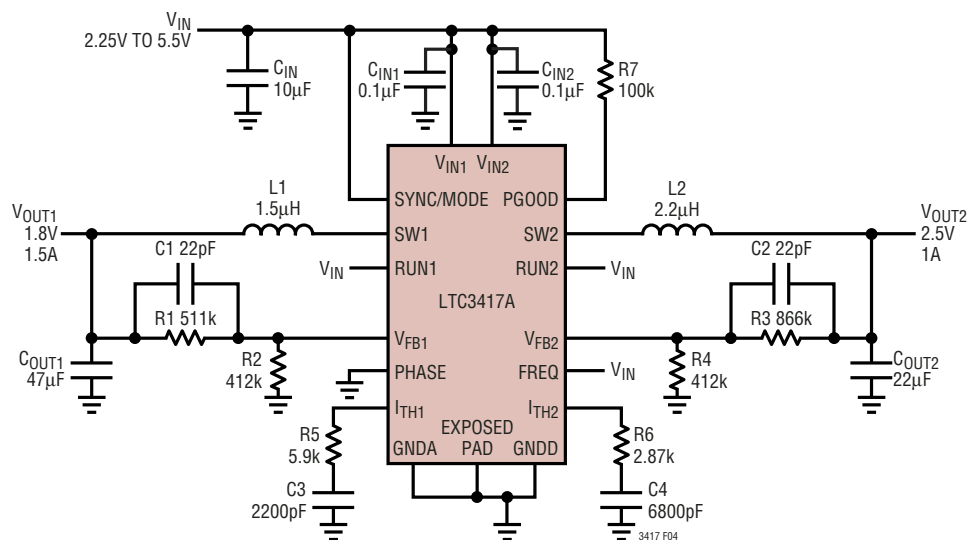 VIN
2.25V TO 5.5V
CIN
10µF
CIN1
0.1µF
CIN2
0.1µF
R7
100k
VIN1 VIN2
SYNC/MODE PGOOD
L1
1.5µH
L2
2.2µH
VOUT1
1.8V
1.5A
SW1 SW2
VOUT2
2.5V
1A
C1 22pF
VIN RUN1 RUN2 VIN
C2 22pF
LTC3417A
R1 511k
R3 866k
VFB1 VFB2
COUT1
47µF
R2
412k
R4
412k
COUT2
22µF
PHASE FREQ VIN
ITH1 ITH2
R5
5.9k
EXPOSED
GNDA PAD GNDD
R6
2.87k
C3
2200pF
C4
6800pF
3417 F04